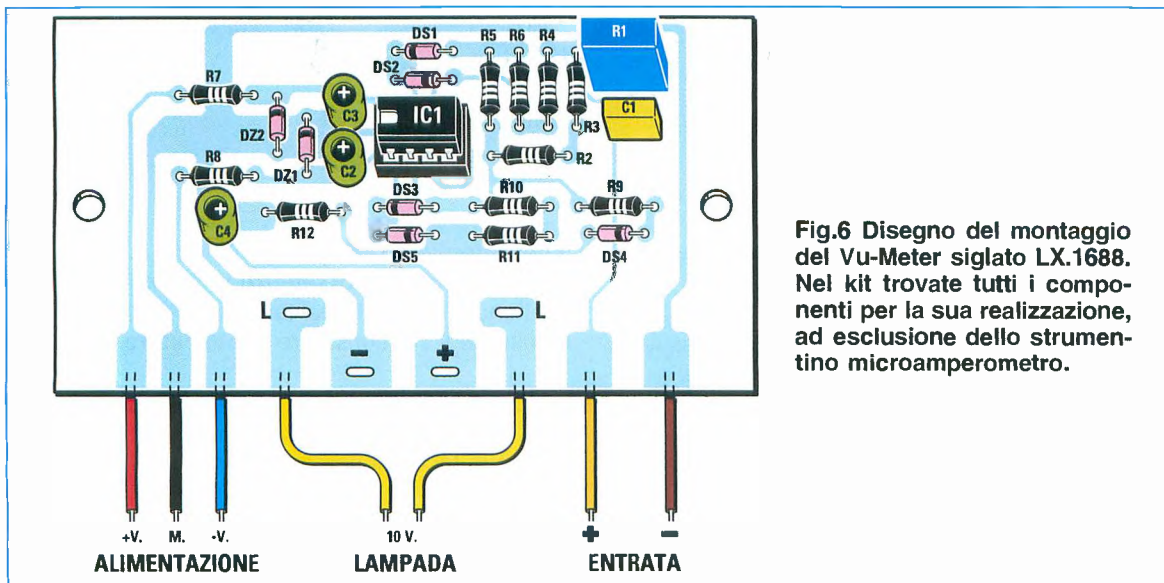 DS1
R5
R6
R4
R1
DS2
R7
C3
IC1
C1
DZ2
R3
R8
C2
R2
DZ1
DS3
R10
R9
C4
R12
DS5
R11
DS4
L
L
-
+
+V.
M.
-V.
10 V.
+
-
ALIMENTAZIONE
LAMPADA
ENTRATA
Fig.6 Disegno del montaggio
del Vu-Meter siglato LX.1688.
Nel kit trovate tutti i compo-
nenti per la sua realizzazione,
ad esclusione dello strumen-
tino microamperometro.